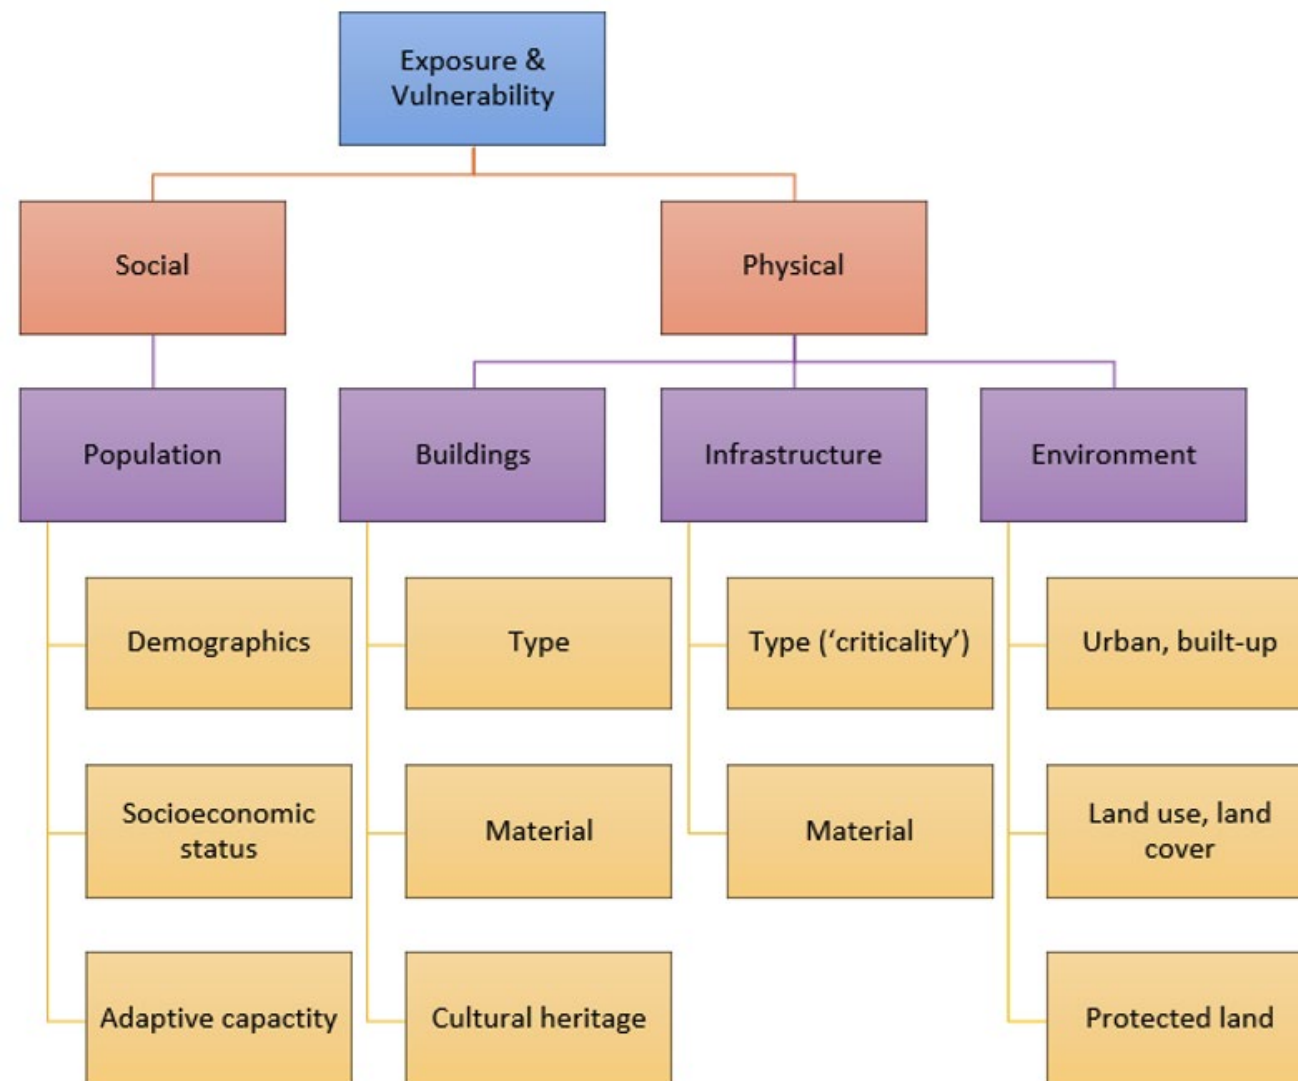 Exposure &
Vulnerability
Social
Physical
Population
Buildings
Infrastructure
Environment
Demographics
Type
Type (‘criticality’)
Urban, built-up
Socioeconomic
status
Material
Material
Land use, land
cover
Adaptive capactity
Cultural heritage
Protected land